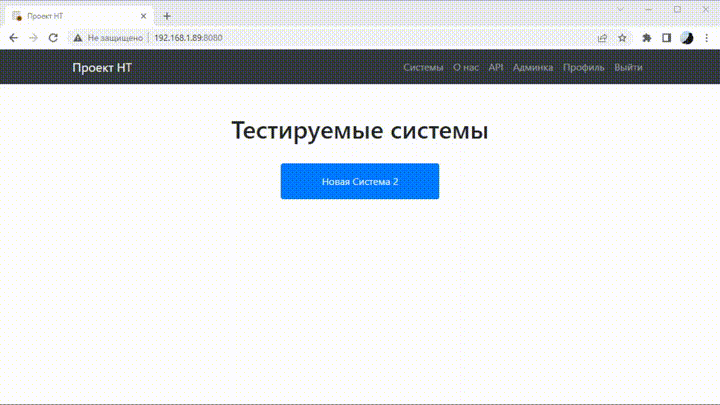 Проект НТ
Не защищено 192.168.1.89:8080
Проект НТ Системы О нас API Админка Профиль Выйти
Тестируемые системы
Новая Система 2